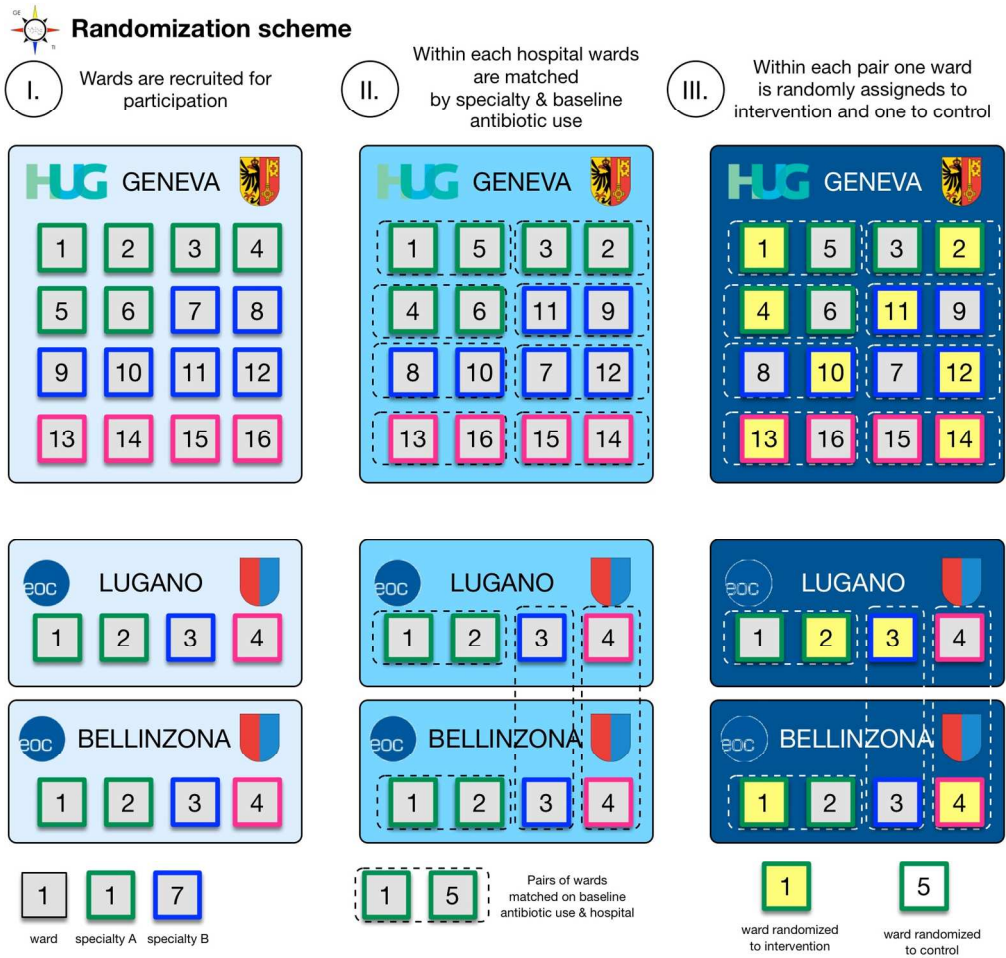 GE
TI
Randomization scheme
I.
Wards are recruited for
participation
II.
Within each hospital wards
are matched
by specialty & baseline
antibiotic use
III.
Within each pair one ward
is randomly assigneds to
intervention and one to control
HUG GENEVA
1 2 3 4
5 6 7 8
9 10 11 12
13 14 15 16
HUG GENEVA
1 5 3 2
4 6 11 9
8 10 7 12
13 16 15 14
HUG GENEVA
1 5 3 2
4 6 11 9
8 10 7 12
13 16 15 14
eoc LUGANO
1 2 3 4
eoc LUGANO
1 2 3 4
eoc LUGANO
1 2 3 4
eoc BELLINZONA
1 2 3 4
eoc BELLINZONA
1 2 3 4
eoc BELLINZONA
1 2 3 4
1 1 7
ward specialty A specialty B
1 5
Pairs of wards
matched on baseline
antibiotic use & hospital
1
ward randomized
to intervention
5
ward randomized
to control